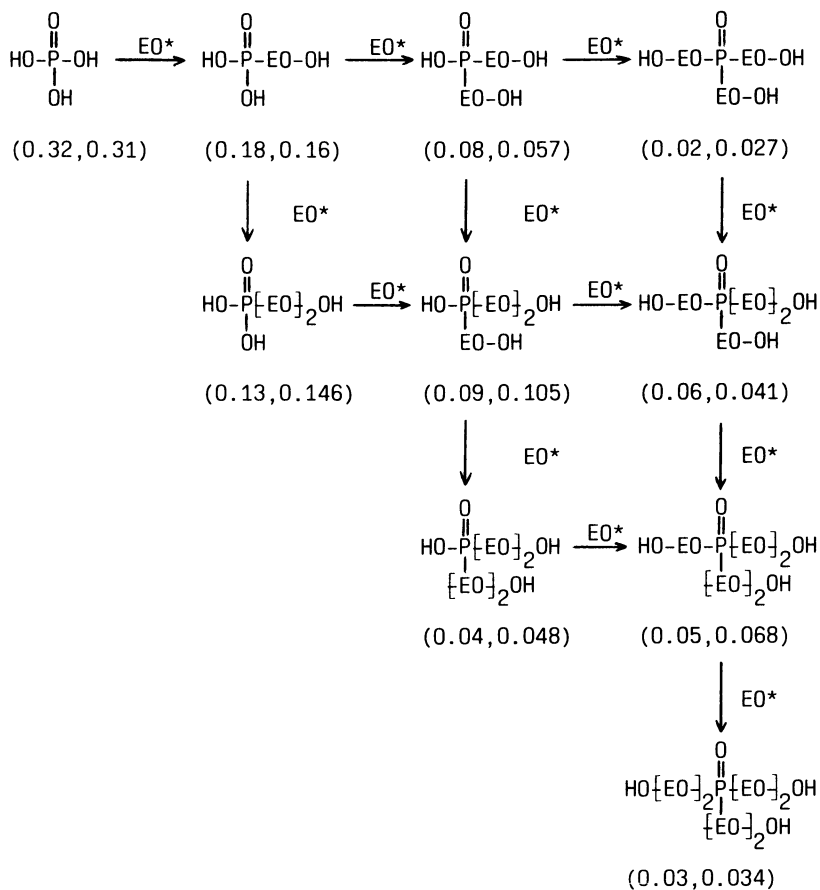 O O O O
HO-P-OH EO* HO-P-EO-OH EO* HO-P-EO-OH EO* HO-EO-P-EO-OH
OH OH EO-OH EO-OH
(0.32,0.31) (0.18,0.16) (0.08,0.057) (0.02,0.027)
EO* EO* EO*
O O O
HO-P-[EO-]2OH EO* HO-P-[EO-]2OH EO* HO-EO-P-[EO-]2OH
OH EO-OH EO-OH
(0.13,0.146) (0.09,0.105) (0.06,0.041)
EO* EO*
O O
HO-P-[EO-]2OH EO* HO-EO-P-[EO-]2OH
[EO-]2OH [EO-]2OH
(0.04,0.048) (0.05,0.068)
EO*
O
HO[EO-]2P-[EO-]2OH
[EO-]2OH
(0.03,0.034)